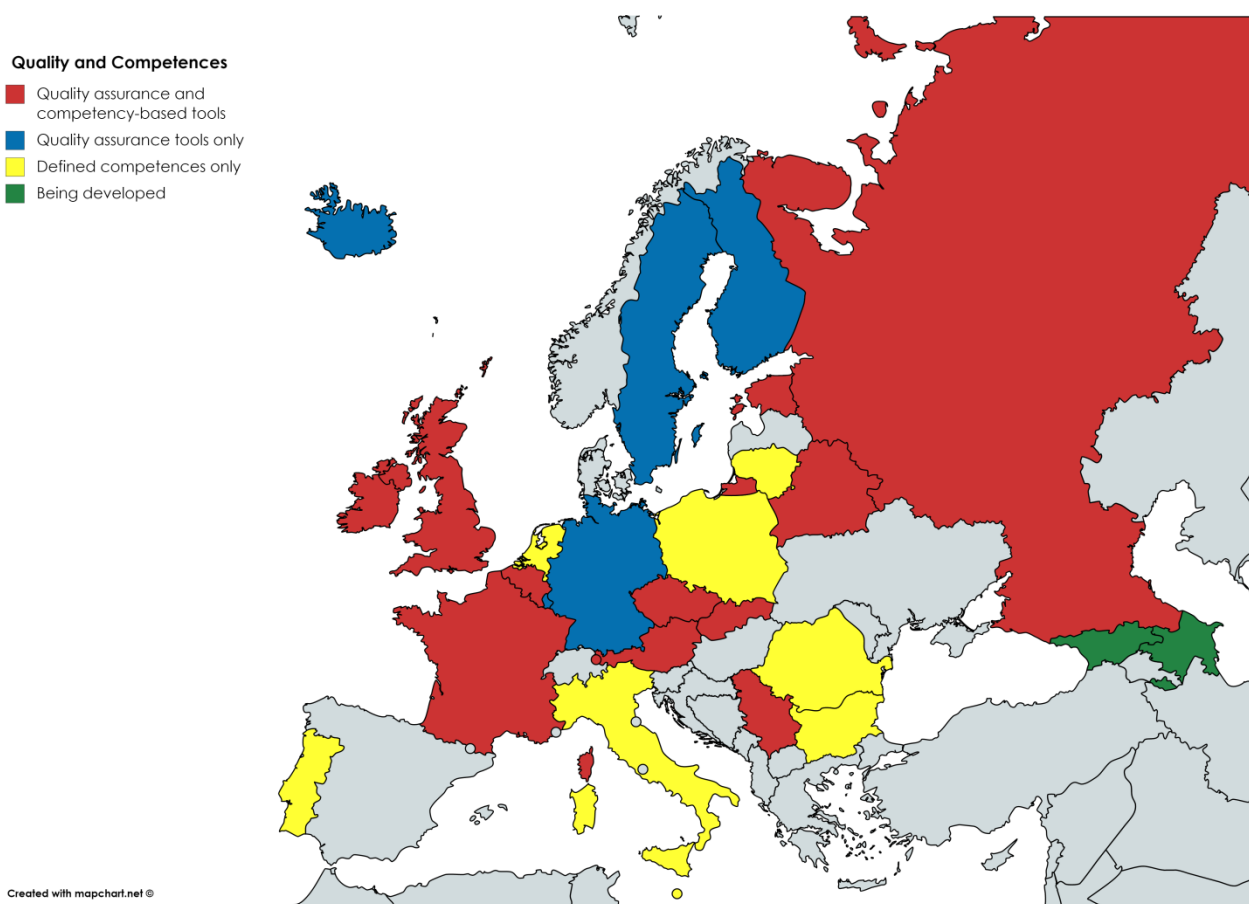 Quality and Competences
Quality assurance and
competency-based tools
Quality assurance tools only
Defined competences only
Being developed
Created with mapchart.net ©